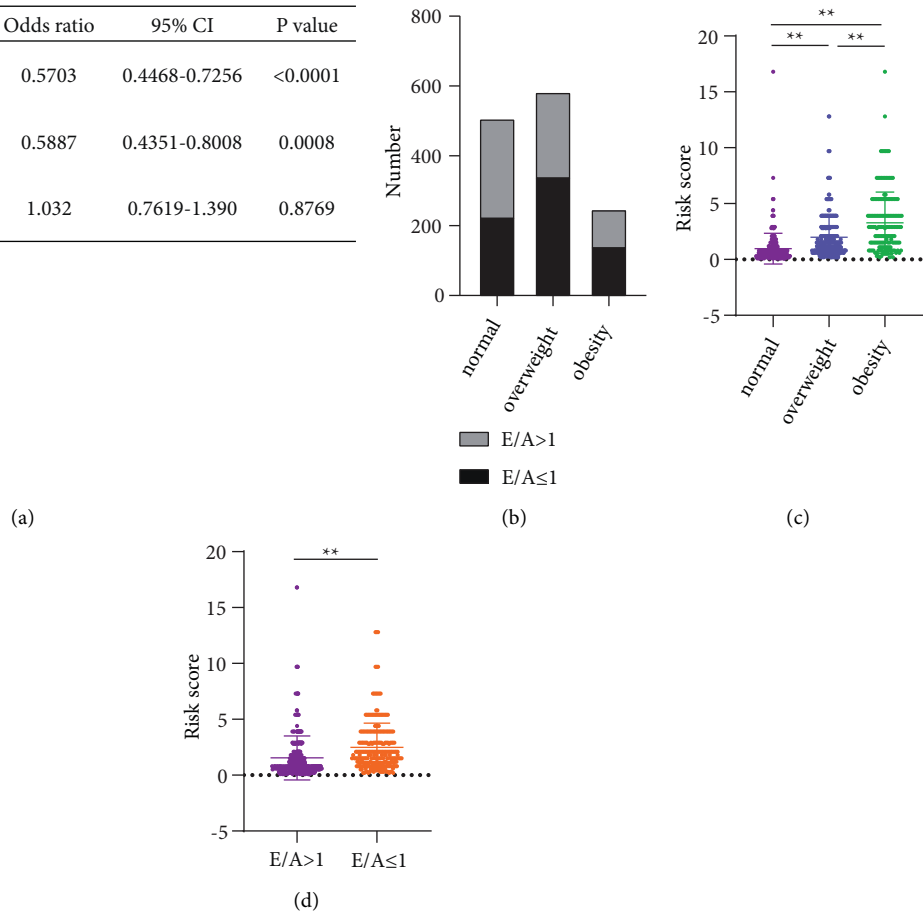 Odds ratio 95% CI P value
0.5703 0.4468-0.7256 <0.0001
0.5887 0.4351-0.8008 0.0008
1.032 0.7619-1.390 0.8769
(a)
800
600
400
200
0
Number
normal
overweight
obesity
E/A>1
E/A≤1
(b)
20
15
10
5
0
-5
Risk score
**
** **
normal
overweight
obesity
(c)
20
15
10
5
0
-5
Risk score
**
E/A>1 E/A≤1
(d)